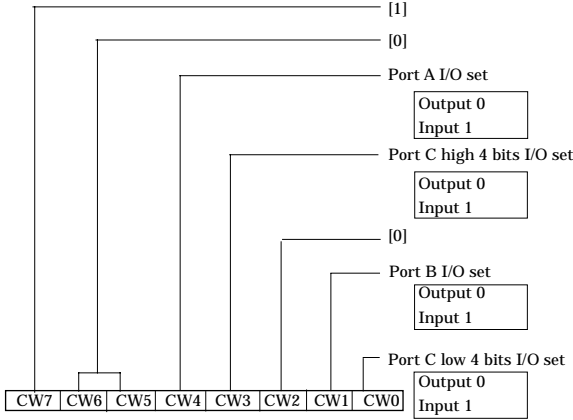 [1]
[0]
Port A I/O set
Output 0
Input 1
Port C high 4 bits I/O set
Output 0
Input 1
[0]
Port B I/O set
Output 0
Input 1
Port C low 4 bits I/O set
Output 0
Input 1
CW7 CW6 CW5 CW4 CW3 CW2 CW1 CW0